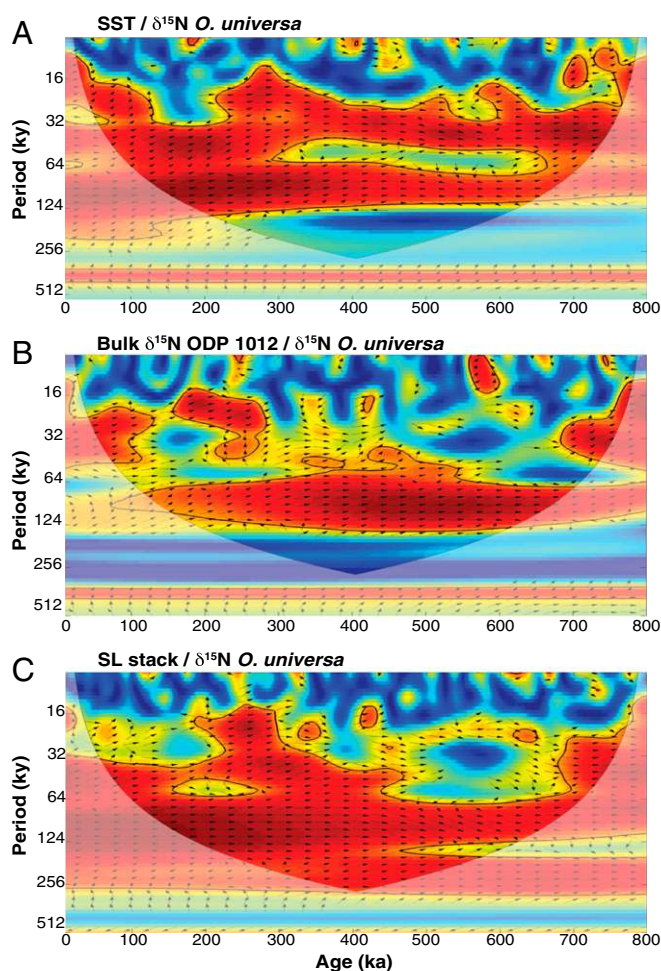 A
SST / δ¹⁵N O. universa
Period (ky)
16
32
64
124
256
512
0 100 200 300 400 500 600 700 800
B
Bulk δ¹⁵N ODP 1012 / δ¹⁵N O. universa
16
32
64
124
256
512
0 100 200 300 400 500 600 700 800
Period (ky)
C
SL stack / δ¹⁵N O. universa
16
32
64
124
256
512
0 100 200 300 400 500 600 700 800
Period (ky)
Age (ka)